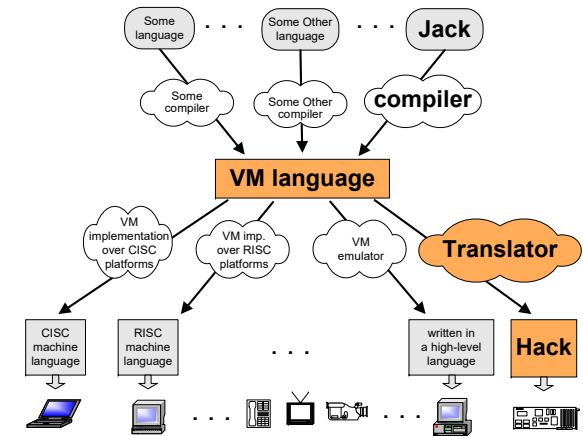 Some
language
. . .
Some Other
language
. . .
Jack
Some
compiler
Some Other
compiler
compiler
VM language
VM
implementation
over CISC
platforms
VM imp.
over RISC
platforms
VM
emulator
Translator
CISC
machine
language
RISC
machine
language
. . .
written in
a high-level
language
Hack
. . .
. . .